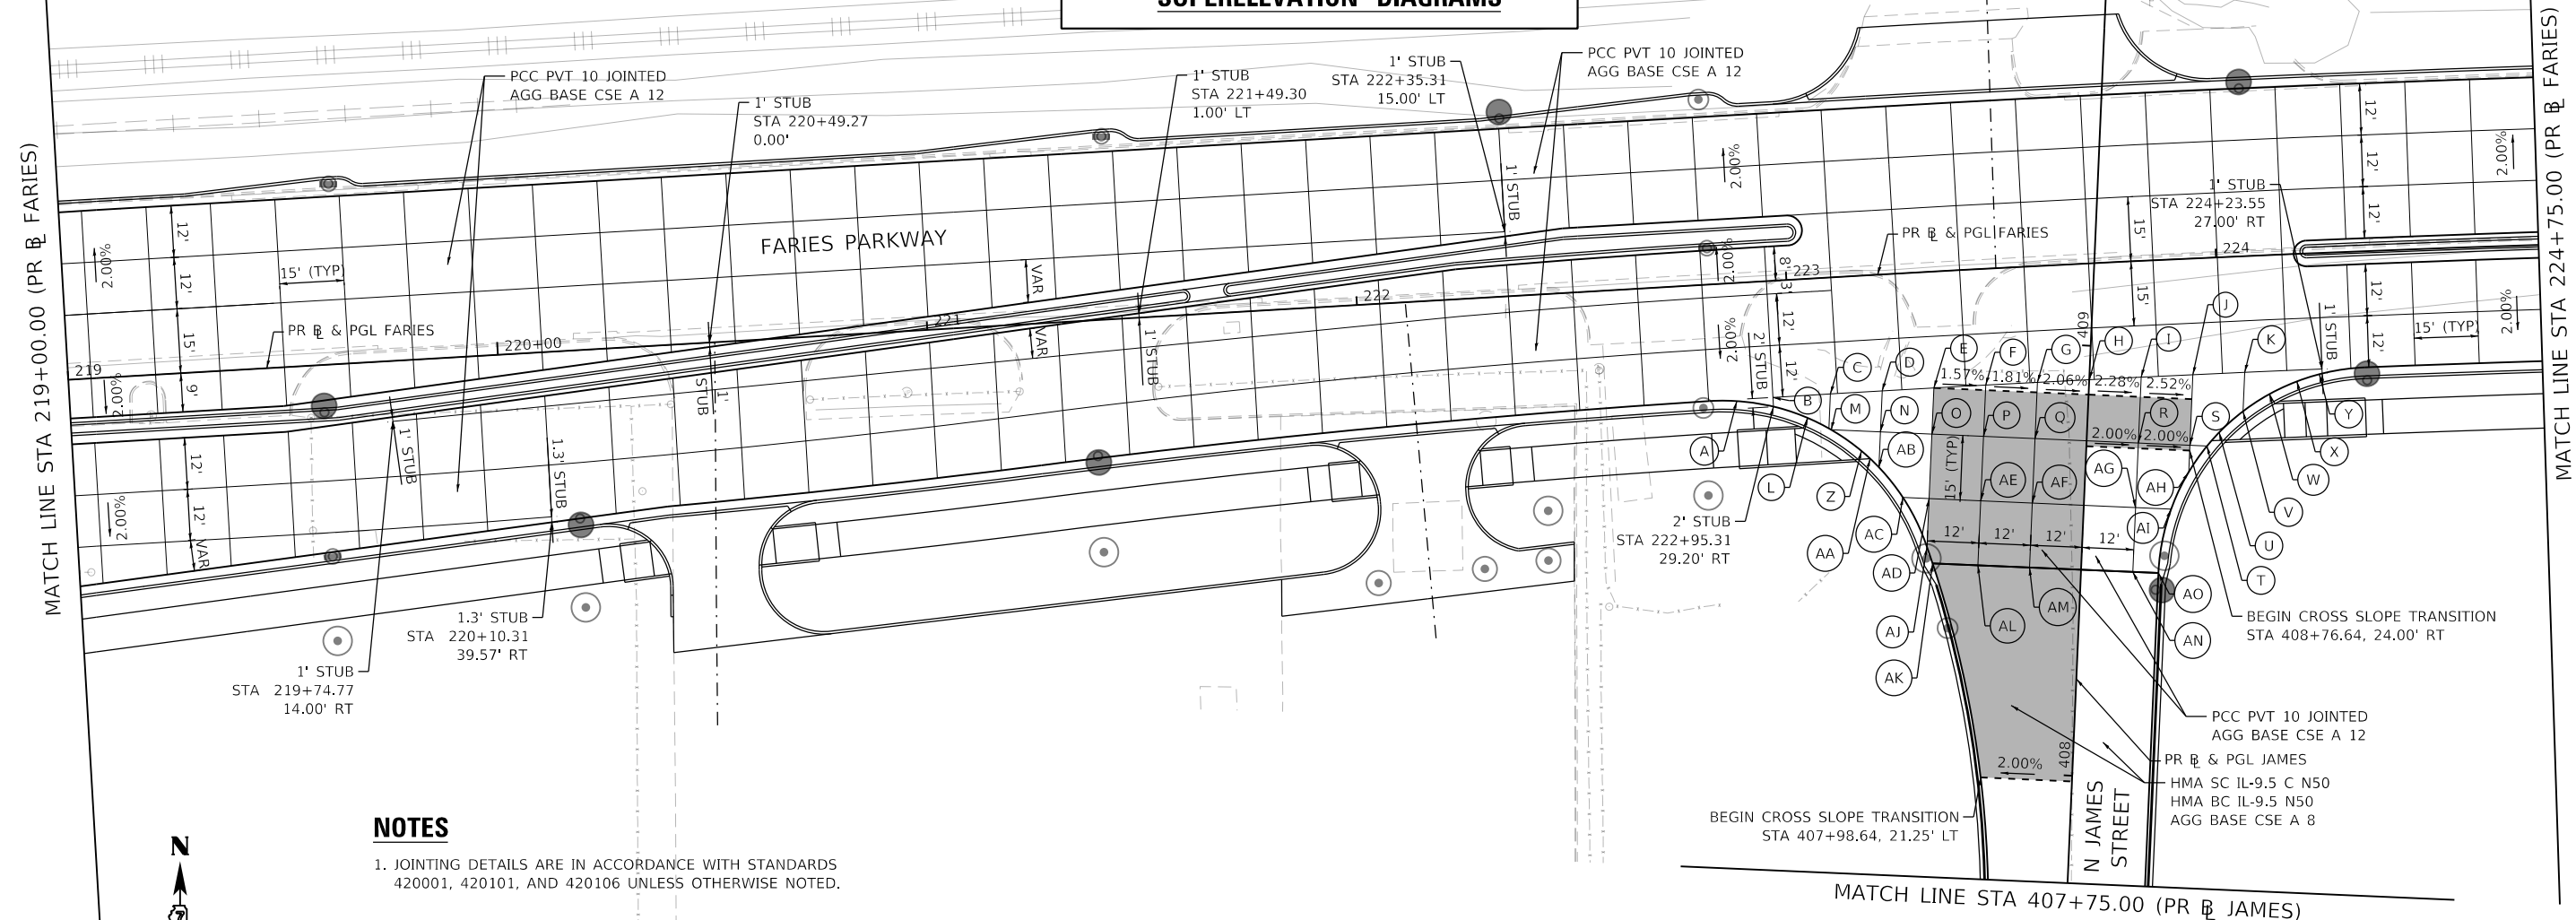 SUPERELEVATION DIAGRAMS
MATCH LINE STA 219+00.00 (PR BL FARIES)
MATCH LINE STA 224+75.00 (PR BL FARIES)
PCC PVT 10 JOINTED
AGG BASE CSE A 12
1' STUB
STA 220+49.27
0.00'
1' STUB
STA 221+49.30
1.00' LT
1' STUB
STA 222+35.31
15.00' LT
PCC PVT 10 JOINTED
AGG BASE CSE A 12
1' STUB
STA 224+23.55
27.00' RT
FARIES PARKWAY
PR BL & PGL FARIES
PR BL & PGL FARIES
219
220+00
221
222
223
224
409
408
2.00%
2.00%
2.00%
2.00%
2.00%
2.00%
2.00%
2.00%
12'
12'
15'
9'
12'
12'
VAR
15' (TYP)
VAR
VAR
1' STUB
1.3' STUB
1' STUB
1' STUB
1' STUB
2' STUB
1' STUB
8'
3'
12'
12'
15'
15'
12'
12'
12'
12'
12'
15' (TYP)
1.57%
1.81%
2.06%
2.28%
2.52%
2.00%
2.00%
15' (TYP)
12'
12'
12'
12'
2.00%
A
B
C
D
E
F
G
H
I
J
K
L
M
N
O
P
Q
R
S
T
U
V
W
X
Y
Z
AA
AB
AC
AD
AE
AF
AG
AH
AI
AJ
AK
AL
AM
AN
AO
1' STUB
STA 219+74.77
14.00' RT
1.3' STUB
STA 220+10.31
39.57' RT
2' STUB
STA 222+95.31
29.20' RT
BEGIN CROSS SLOPE TRANSITION
STA 408+76.64, 24.00' RT
PCC PVT 10 JOINTED
AGG BASE CSE A 12
PR BL & PGL JAMES
HMA SC IL-9.5 C N50
HMA BC IL-9.5 N50
AGG BASE CSE A 8
BEGIN CROSS SLOPE TRANSITION
STA 407+98.64, 21.25' LT
N JAMES
STREET
MATCH LINE STA 407+75.00 (PR BL JAMES)
N
NOTES
1. JOINTING DETAILS ARE IN ACCORDANCE WITH STANDARDS
420001, 420101, AND 420106 UNLESS OTHERWISE NOTED.